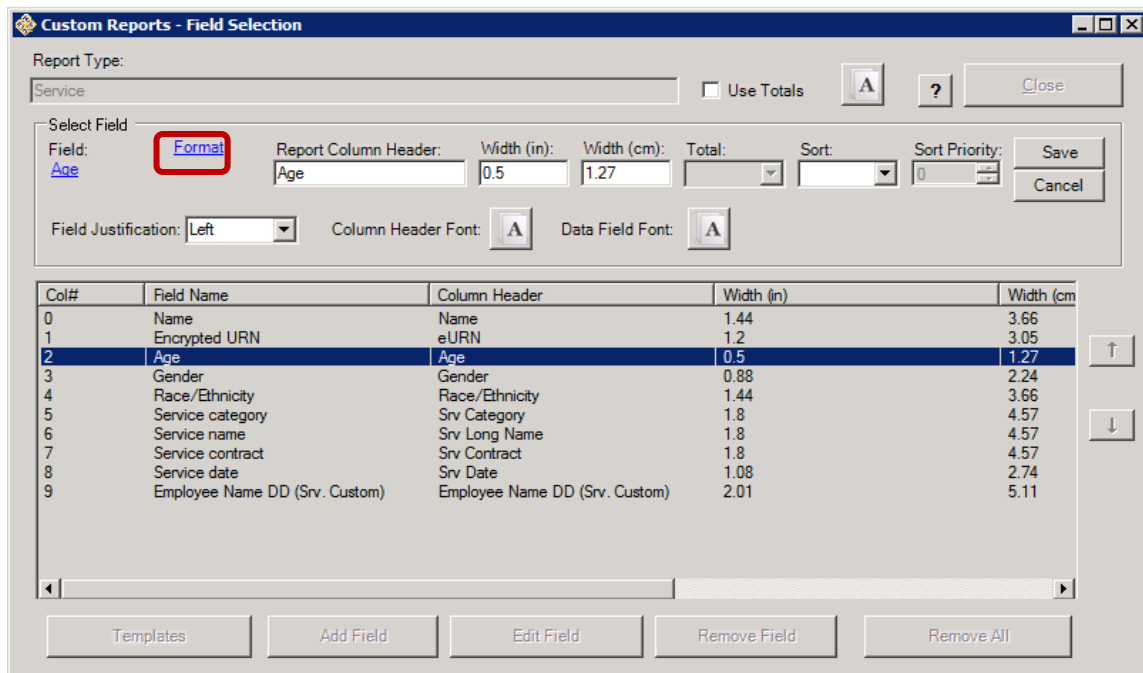 Custom Reports - Field Selection
Report Type:
Service
Use Totals
A
?
Close
Select Field
Field:
Format
Report Column Header:
Width (in):
Width (cm):
Total:
Sort:
Sort Priority:
Age
Age
0.5
1.27
0
Save
Cancel
Field Justification: Left
Column Header Font: A
Data Field Font: A
Col# Field Name Column Header Width (in) Width (cm
0 Name Name 1.44 3.66
1 Encrypted URN eURN 1.2 3.05
2 Age Age 0.5 1.27
3 Gender Gender 0.88 2.24
4 Race/Ethnicity Race/Ethnicity 1.44 3.66
5 Service category Srv Category 1.8 4.57
6 Service name Srv Long Name 1.8 4.57
7 Service contract Srv Contract 1.8 4.57
8 Service date Srv Date 1.08 2.74
9 Employee Name DD (Srv. Custom) Employee Name DD (Srv. Custom) 2.01 5.11
Templates
Add Field
Edit Field
Remove Field
Remove All